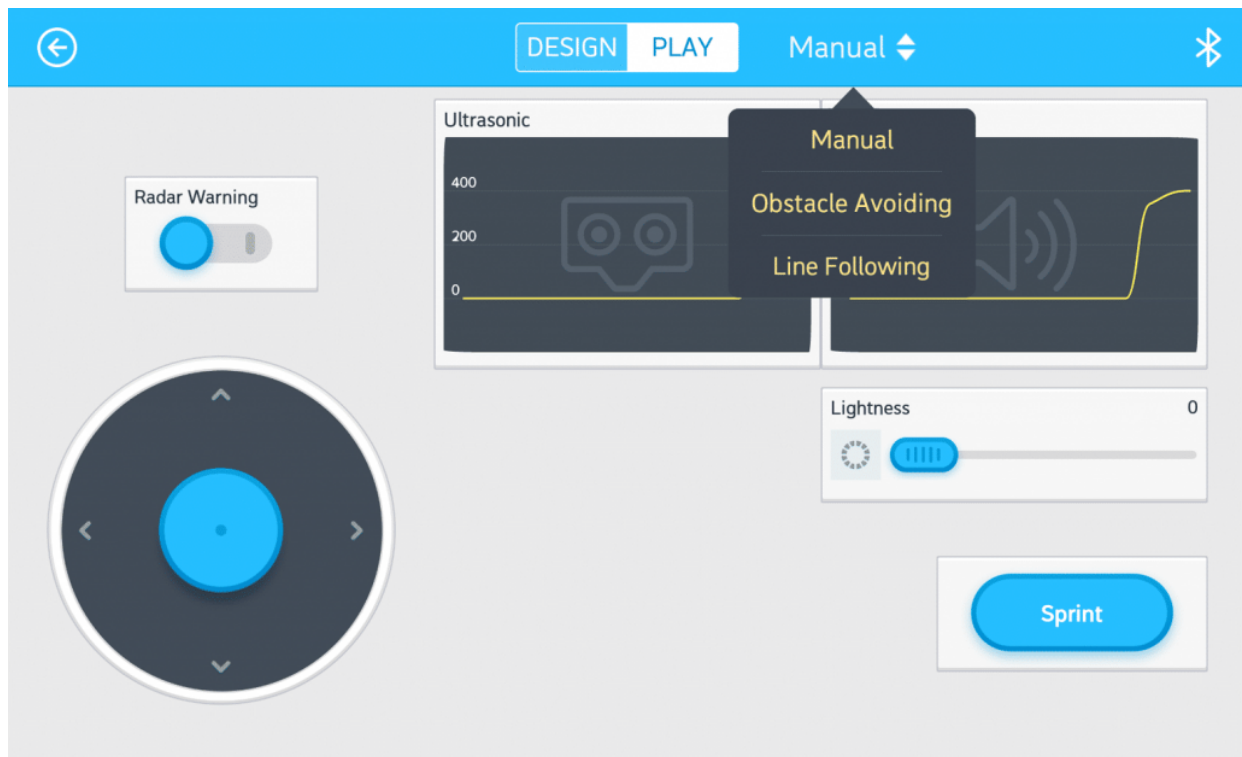 DESIGN PLAY Manual
Manual
Obstacle Avoiding
Line Following
Ultrasonic
400
200
0
Radar Warning
Lightness 0
Sprint